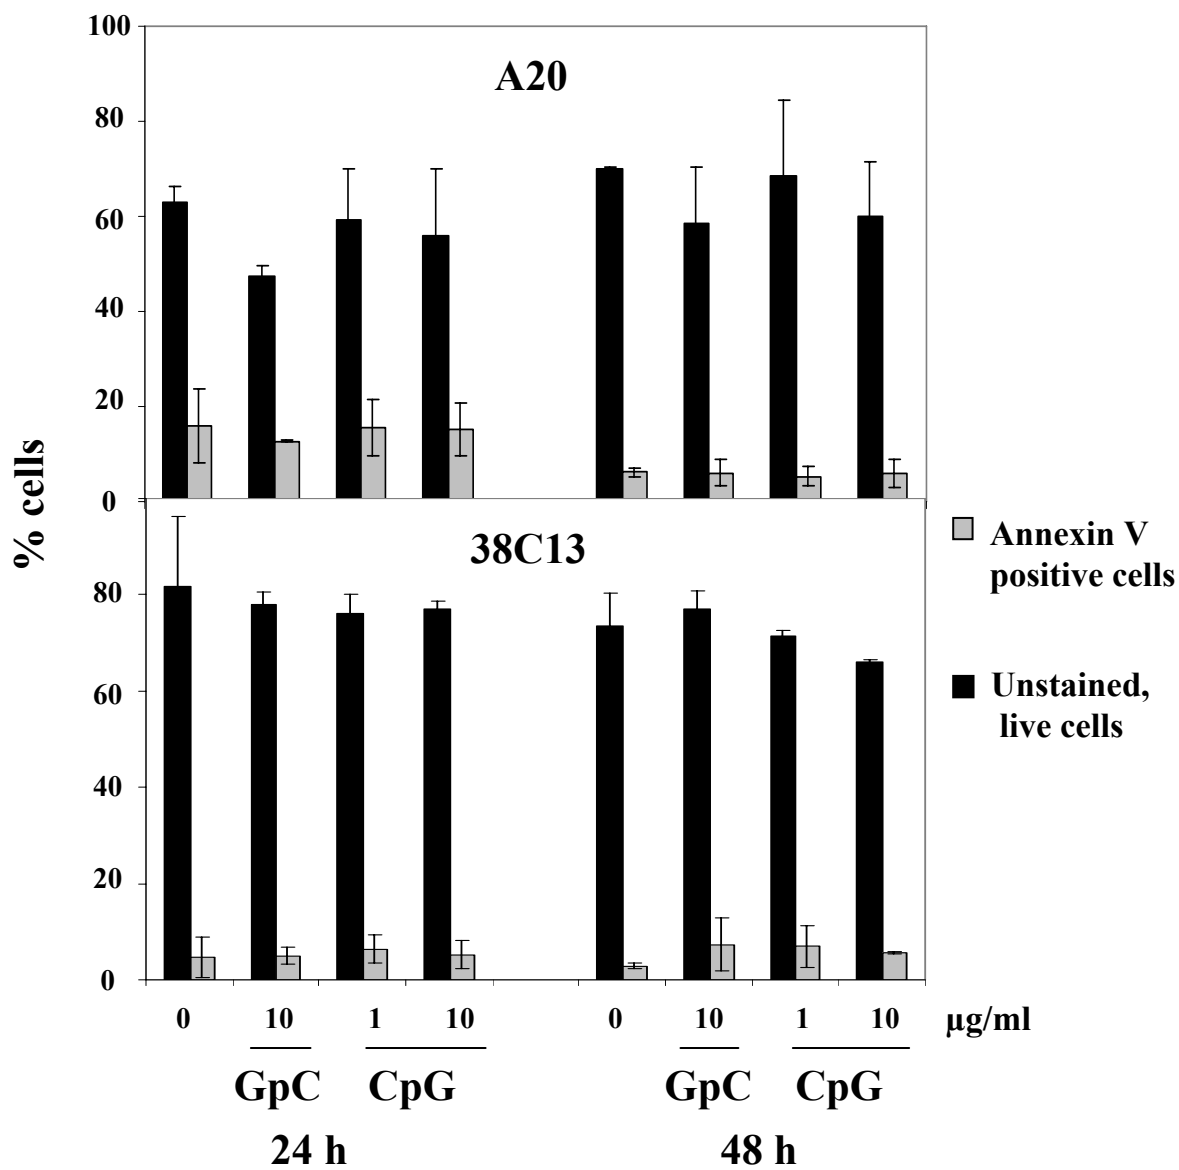 100
A20
80
60
40
20
0
% cells
38C13
80
60
40
20
0
Annexin V
positive cells
Unstained,
live cells
0 10 1 10 0 10 1 10 µg/ml
GpC CpG GpC CpG
24 h 48 h